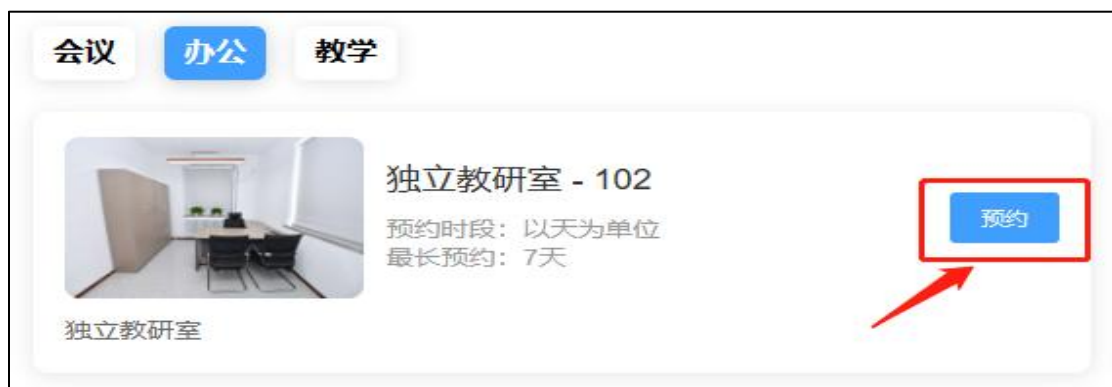 会议 办公 教学
独立教研室 - 102
预约时段：以天为单位
最长预约：7天
预约
独立教研室